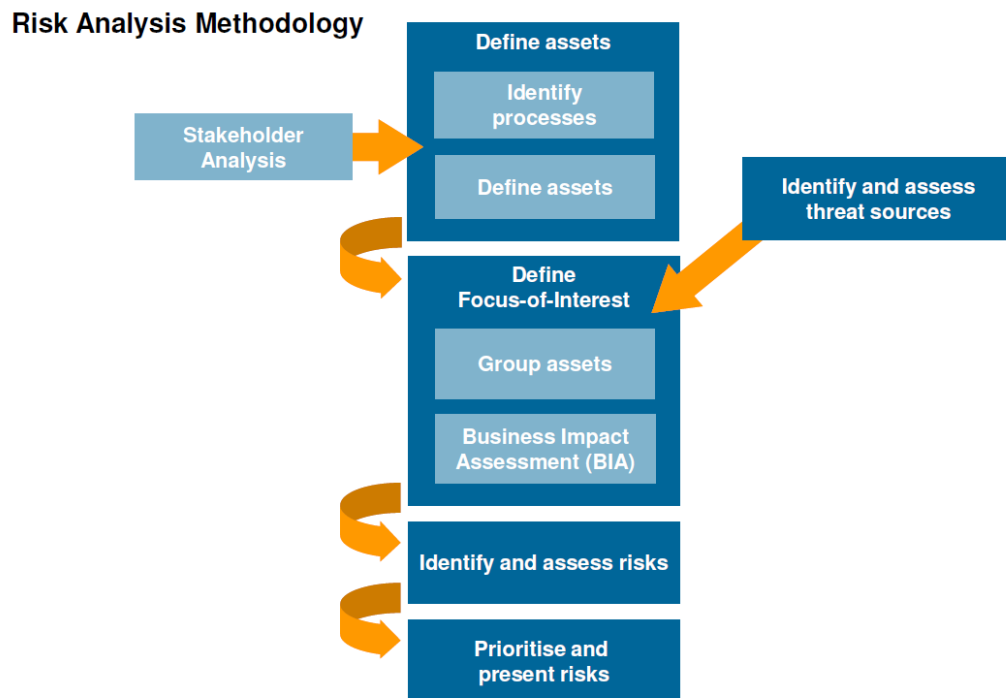 Risk Analysis Methodology
Define assets
Identify
processes
Stakeholder
Analysis
Define assets
Identify and assess
threat sources
Define
Focus-of-Interest
Group assets
Business Impact
Assessment (BIA)
Identify and assess risks
Prioritise and
present risks